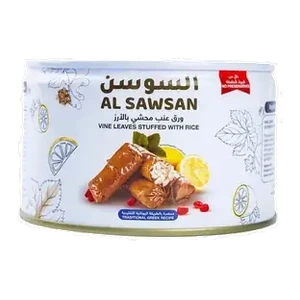 السوسن
AL SAWSAN
ورق عنب محشي بالأرز
VINE LEAVES STUFFED WITH RICE
NO PRESERVATIVES
TRADITIONAL GREEK RECIPE